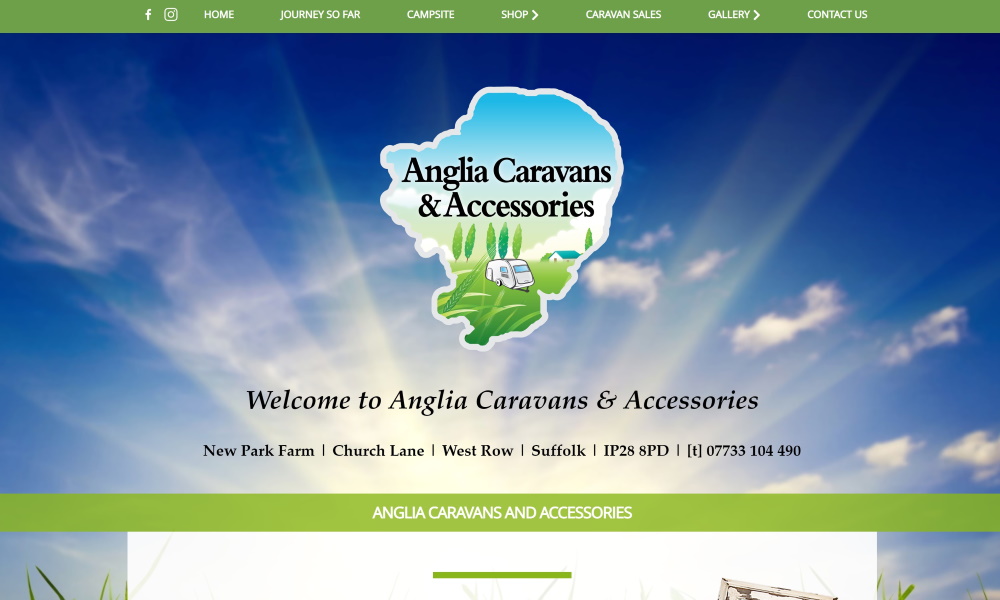 HOME JOURNEY SO FAR CAMPSITE SHOP CARAVAN SALES GALLERY CONTACT US
Anglia Caravans
& Accessories
Welcome to Anglia Caravans & Accessories
New Park Farm | Church Lane | West Row | Suffolk | IP28 8PD | [t] 07733 104 490
ANGLIA CARAVANS AND ACCESSORIES